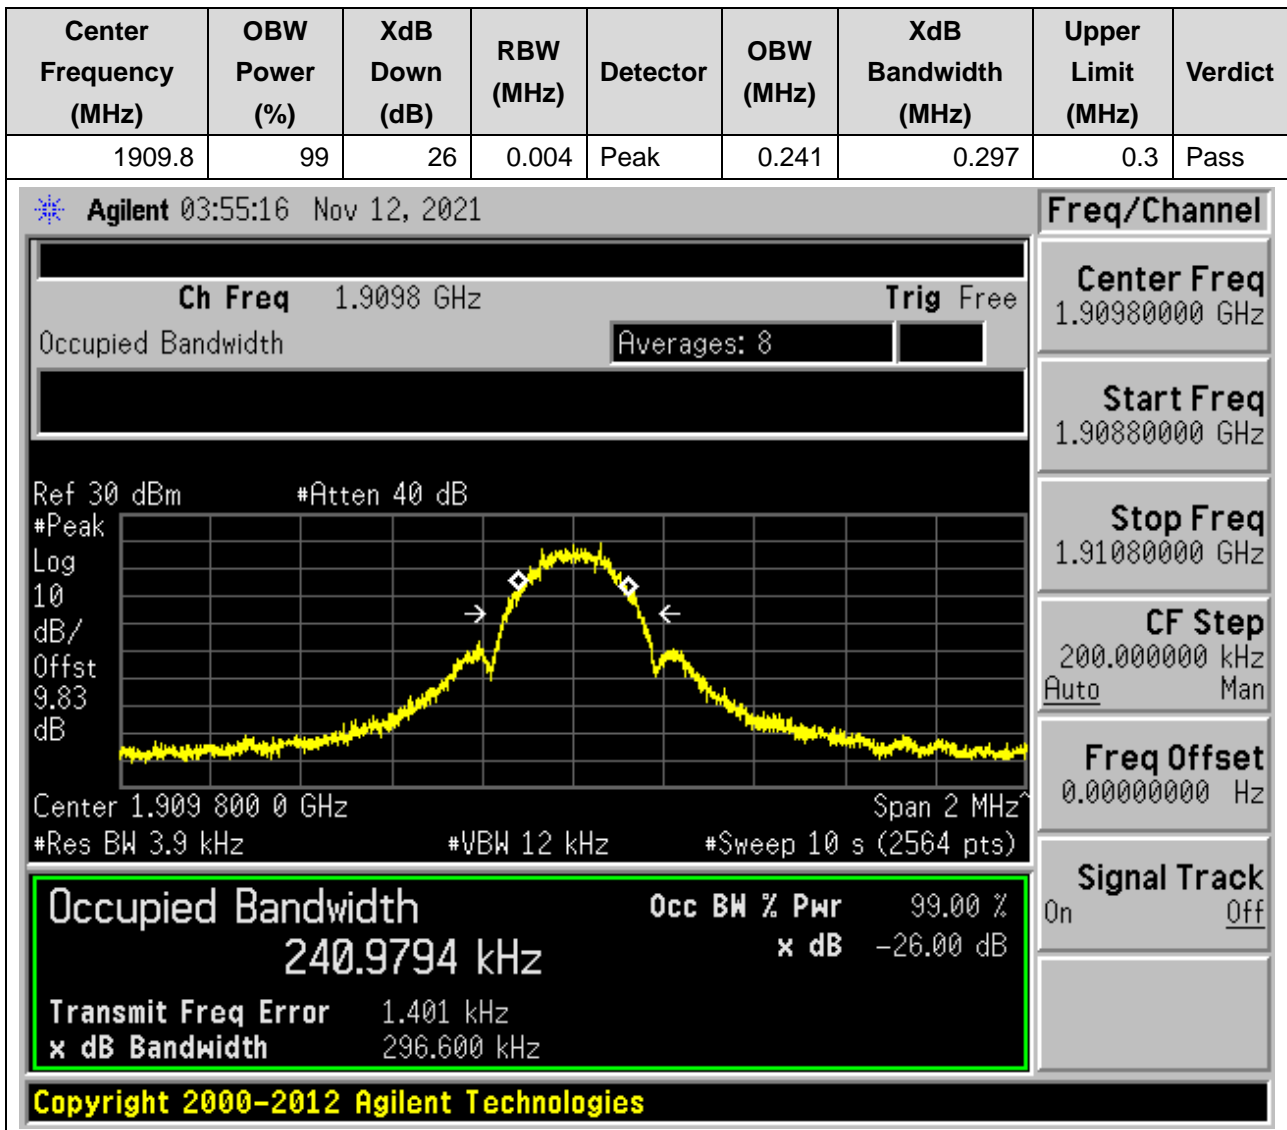 Center Frequency (MHz) OBW Power (%) XdB Down (dB) RBW (MHz) Detector OBW (MHz) XdB Bandwidth (MHz) Upper Limit (MHz) Verdict
1909.8 99 26 0.004 Peak 0.241 0.297 0.3 Pass
Agilent 03:55:16 Nov 12, 2021
Freq/Channel
Ch Freq 1.9098 GHz Trig Free
Occupied Bandwidth Averages: 8
Center Freq
1.90980000 GHz
Start Freq
1.90880000 GHz
Stop Freq
1.91080000 GHz
CF Step
200.000000 kHz
Auto Man
Freq Offset
0.00000000 Hz
Signal Track
On Off
Ref 30 dBm #Atten 40 dB
#Peak
Log
10
dB/
Offst
9.83
dB
Center 1.909 800 0 GHz Span 2 MHz^
#Res BW 3.9 kHz #VBW 12 kHz #Sweep 10 s (2564 pts)
Occupied Bandwidth Occ BW % Pwr 99.00 %
240.9794 kHz x dB -26.00 dB
Transmit Freq Error 1.401 kHz
x dB Bandwidth 296.600 kHz
Copyright 2000-2012 Agilent Technologies